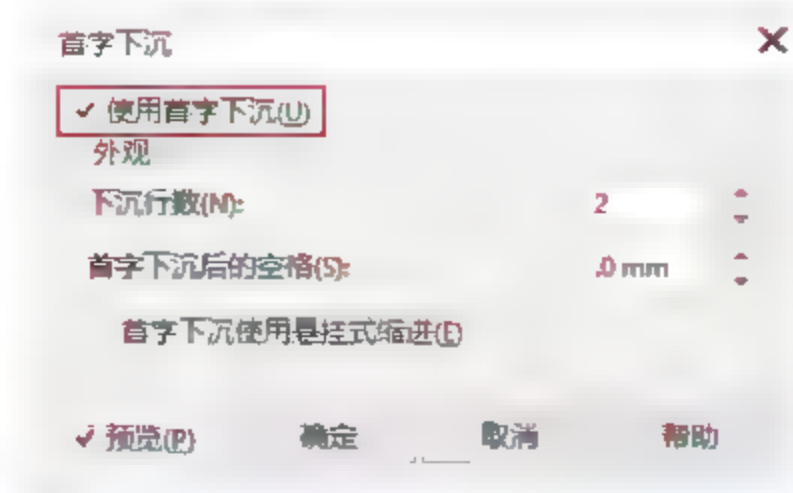 首字下沉
使用首字下沉(U)
外观
下沉行数(N): 2
首字下沉后的空格(S): .0 mm
首字下沉使用悬挂式缩进(E)
预览(P) 确定 取消 帮助